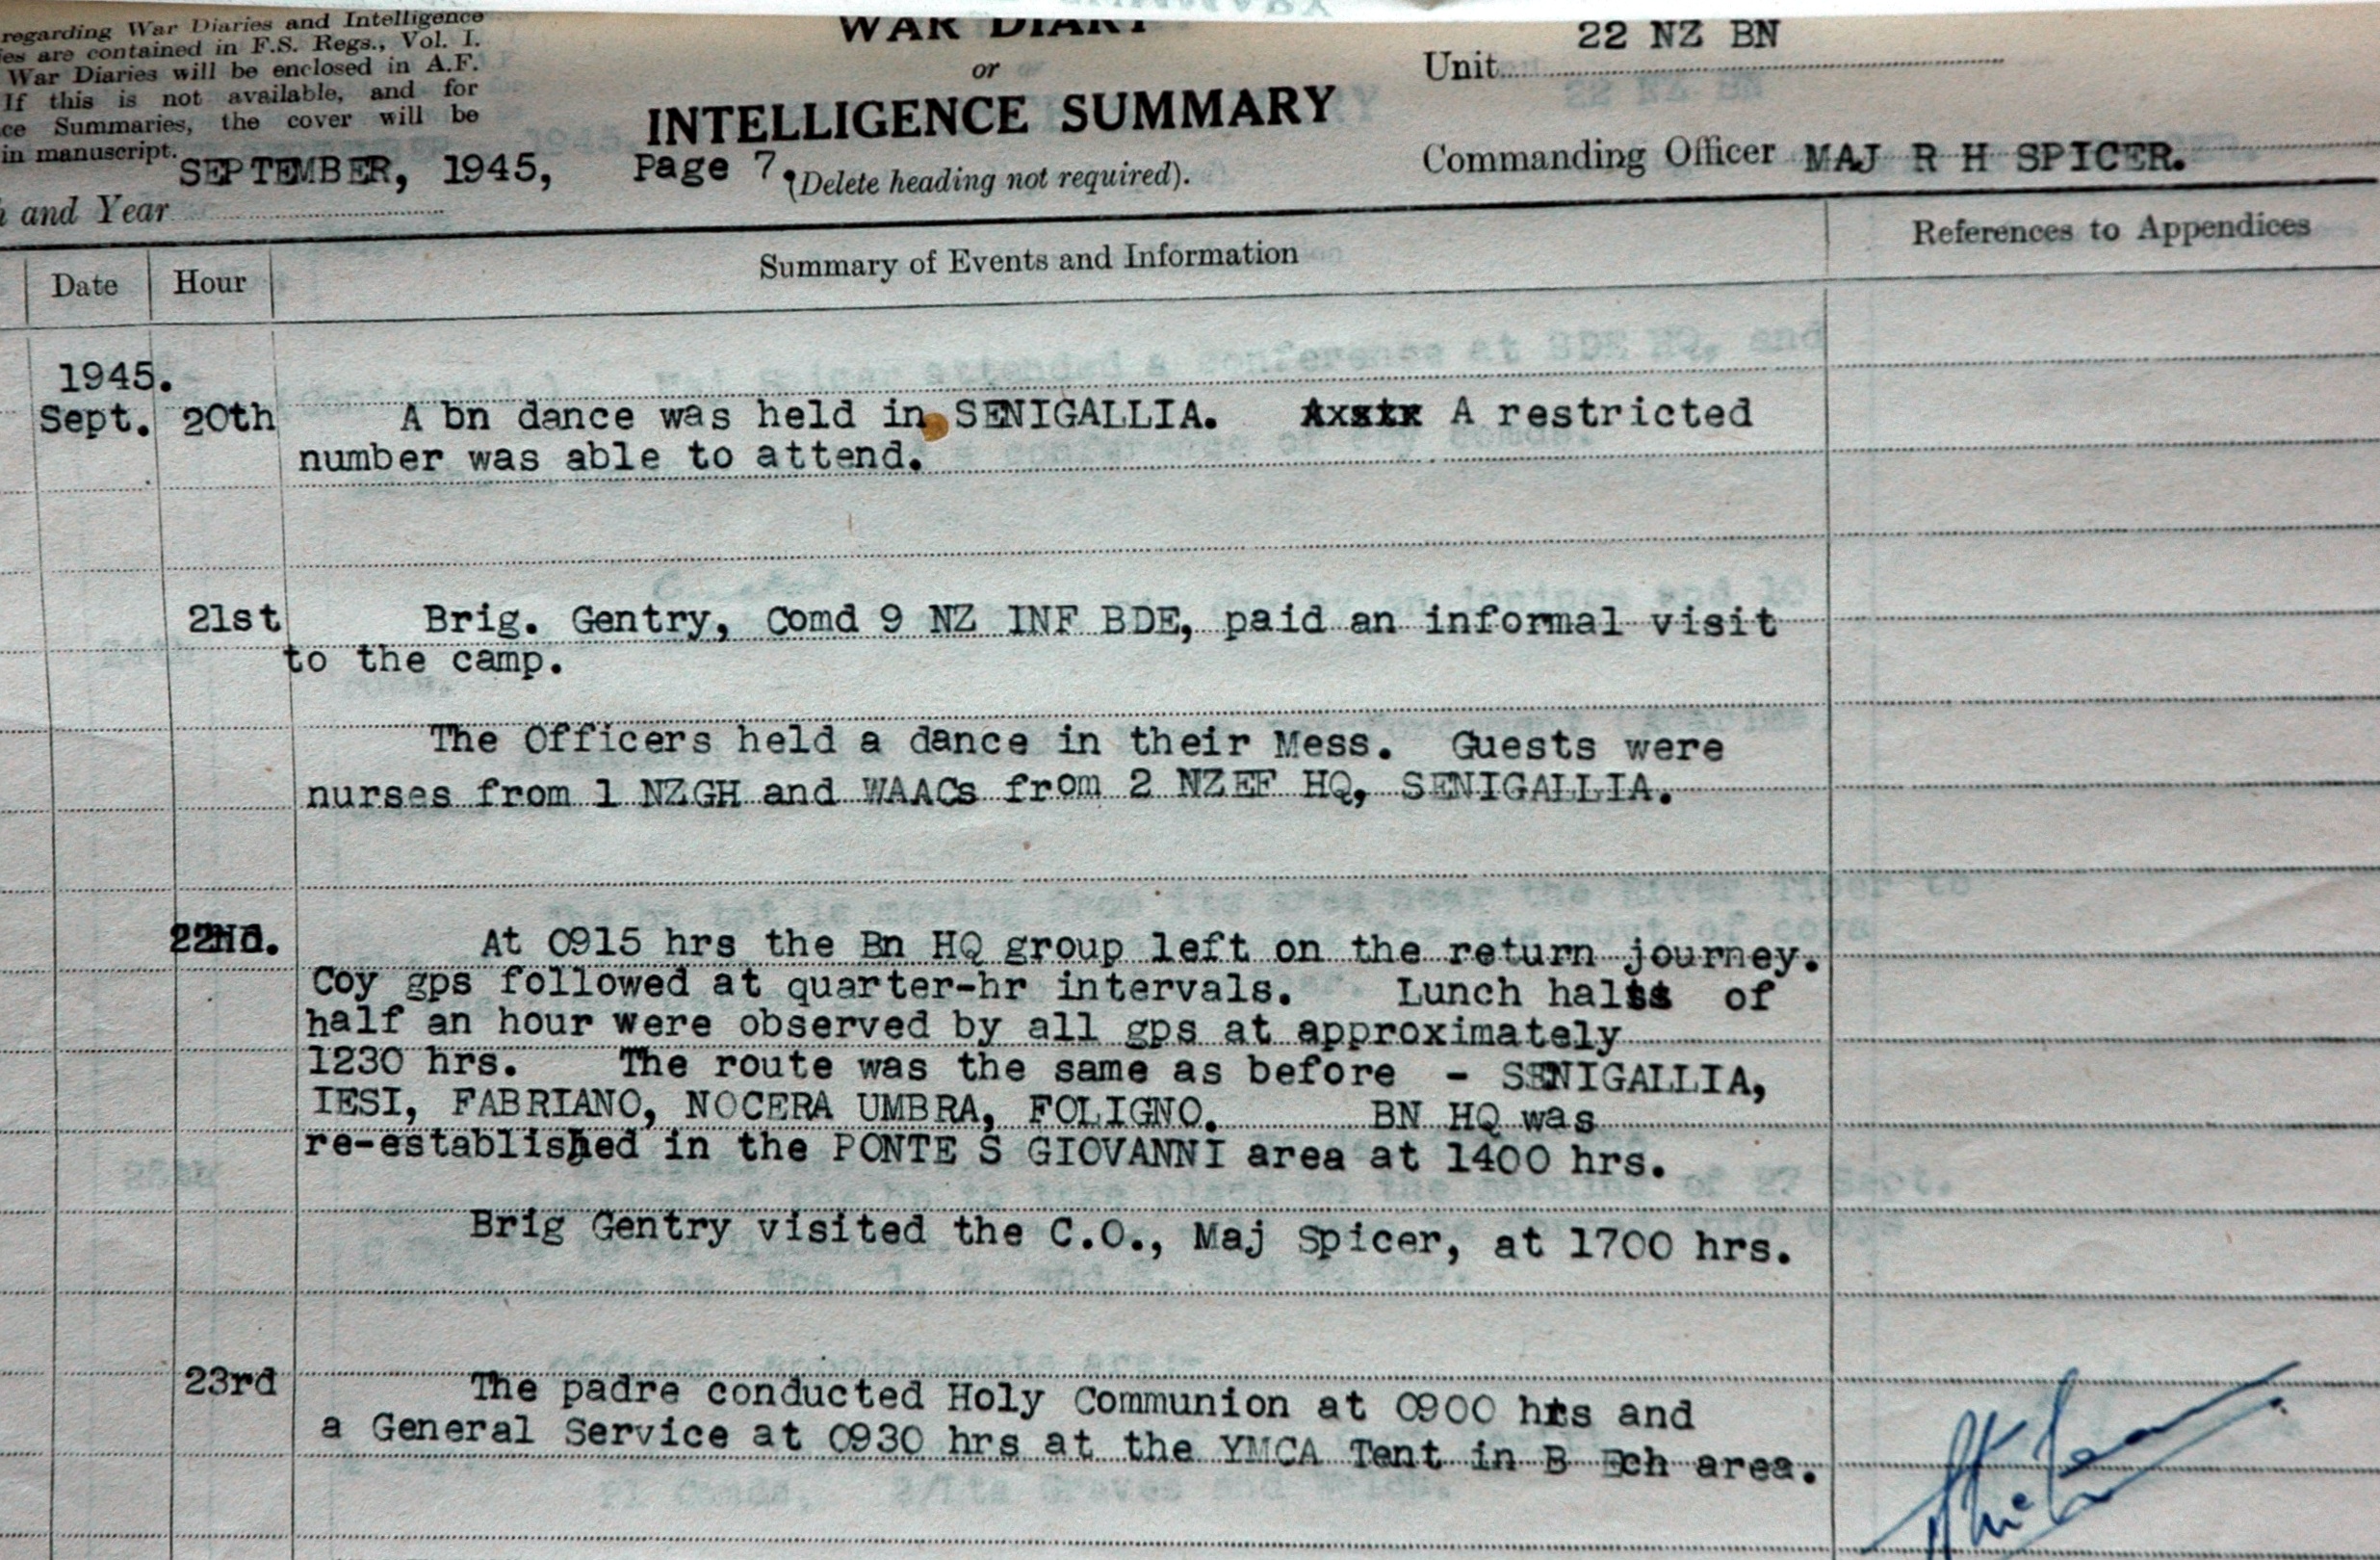 regarding War Diaries and Intelligence
ies are contained in F.S. Regs., Vol. I.
War Diaries will be enclosed in A.F.
If this is not available, and for
ce Summaries, the cover will be
in manuscript.
WAR DIARY
or
INTELLIGENCE SUMMARY
(Delete heading not required).
Unit 22 NZ BN
Commanding Officer MAJ R H SPICER.
SEPTEMBER, 1945, Page 7.
and Year
Date Hour Summary of Events and Information References to Appendices
1945.
Sept. 20th A bn dance was held in SENIGALLIA. A restricted
number was able to attend.
21st Brig. Gentry, Comd 9 NZ INF BDE, paid an informal visit
to the camp.
The Officers held a dance in their Mess. Guests were
nurses from 1 NZGH and WAACs from 2 NZEF HQ, SENIGALLIA.
22Nd. At 0915 hrs the Bn HQ group left on the return journey.
Coy gps followed at quarter-hr intervals. Lunch halts of
half an hour were observed by all gps at approximately
1230 hrs. The route was the same as before - SENIGALLIA,
IESI, FABRIANO, NOCERA UMBRA, FOLIGNO. BN HQ was
re-established in the PONTE S GIOVANNI area at 1400 hrs.
Brig Gentry visited the C.O., Maj Spicer, at 1700 hrs.
23rd The padre conducted Holy Communion at 0900 hrs and
a General Service at 0930 hrs at the YMCA Tent in B Ech area.